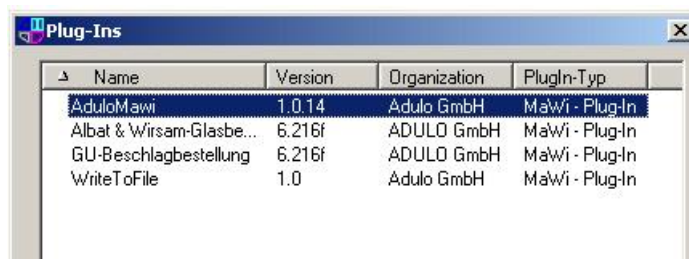 Plug-Ins
Name Version Organization PlugIn-Typ
AduloMawi 1.0.14 Adulo GmbH MaWi - Plug-In
Albat & Wirsam-Glasbe... 6.216f ADULO GmbH MaWi - Plug-In
GU-Beschlagbestellung 6.216f ADULO GmbH MaWi - Plug-In
WriteToFile 1.0 Adulo GmbH MaWi - Plug-In